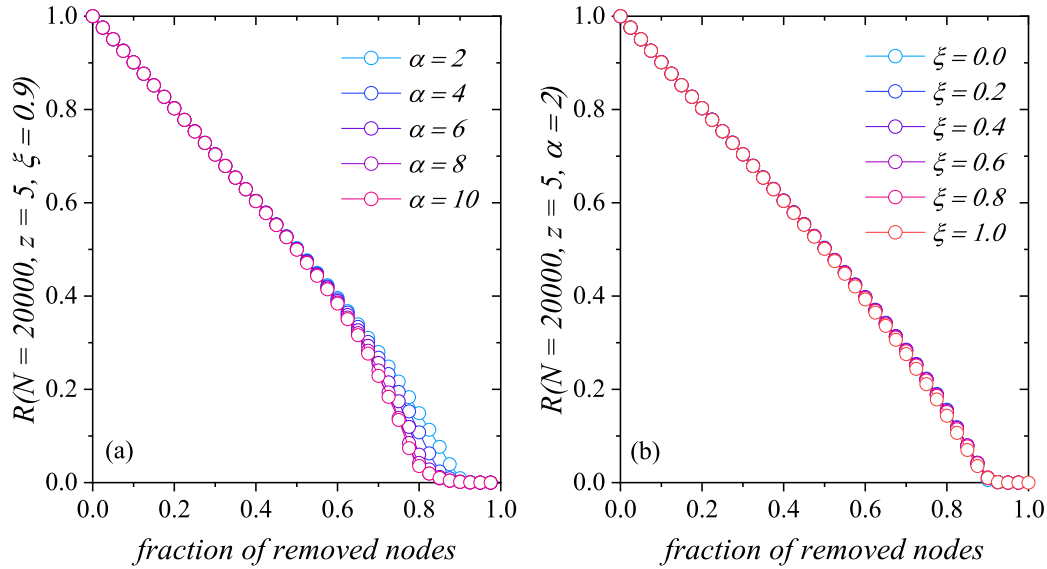 R(N = 20000, z = 5, ξ = 0.9)
1.0
0.8
0.6
0.4
0.2
0.0
α = 2
α = 4
α = 6
α = 8
α = 10
(a)
0.0 0.2 0.4 0.6 0.8 1.0
fraction of removed nodes
R(N = 20000, z = 5, α = 2)
1.0
0.8
0.6
0.4
0.2
0.0
ξ = 0.0
ξ = 0.2
ξ = 0.4
ξ = 0.6
ξ = 0.8
ξ = 1.0
(b)
0.0 0.2 0.4 0.6 0.8 1.0
fraction of removed nodes